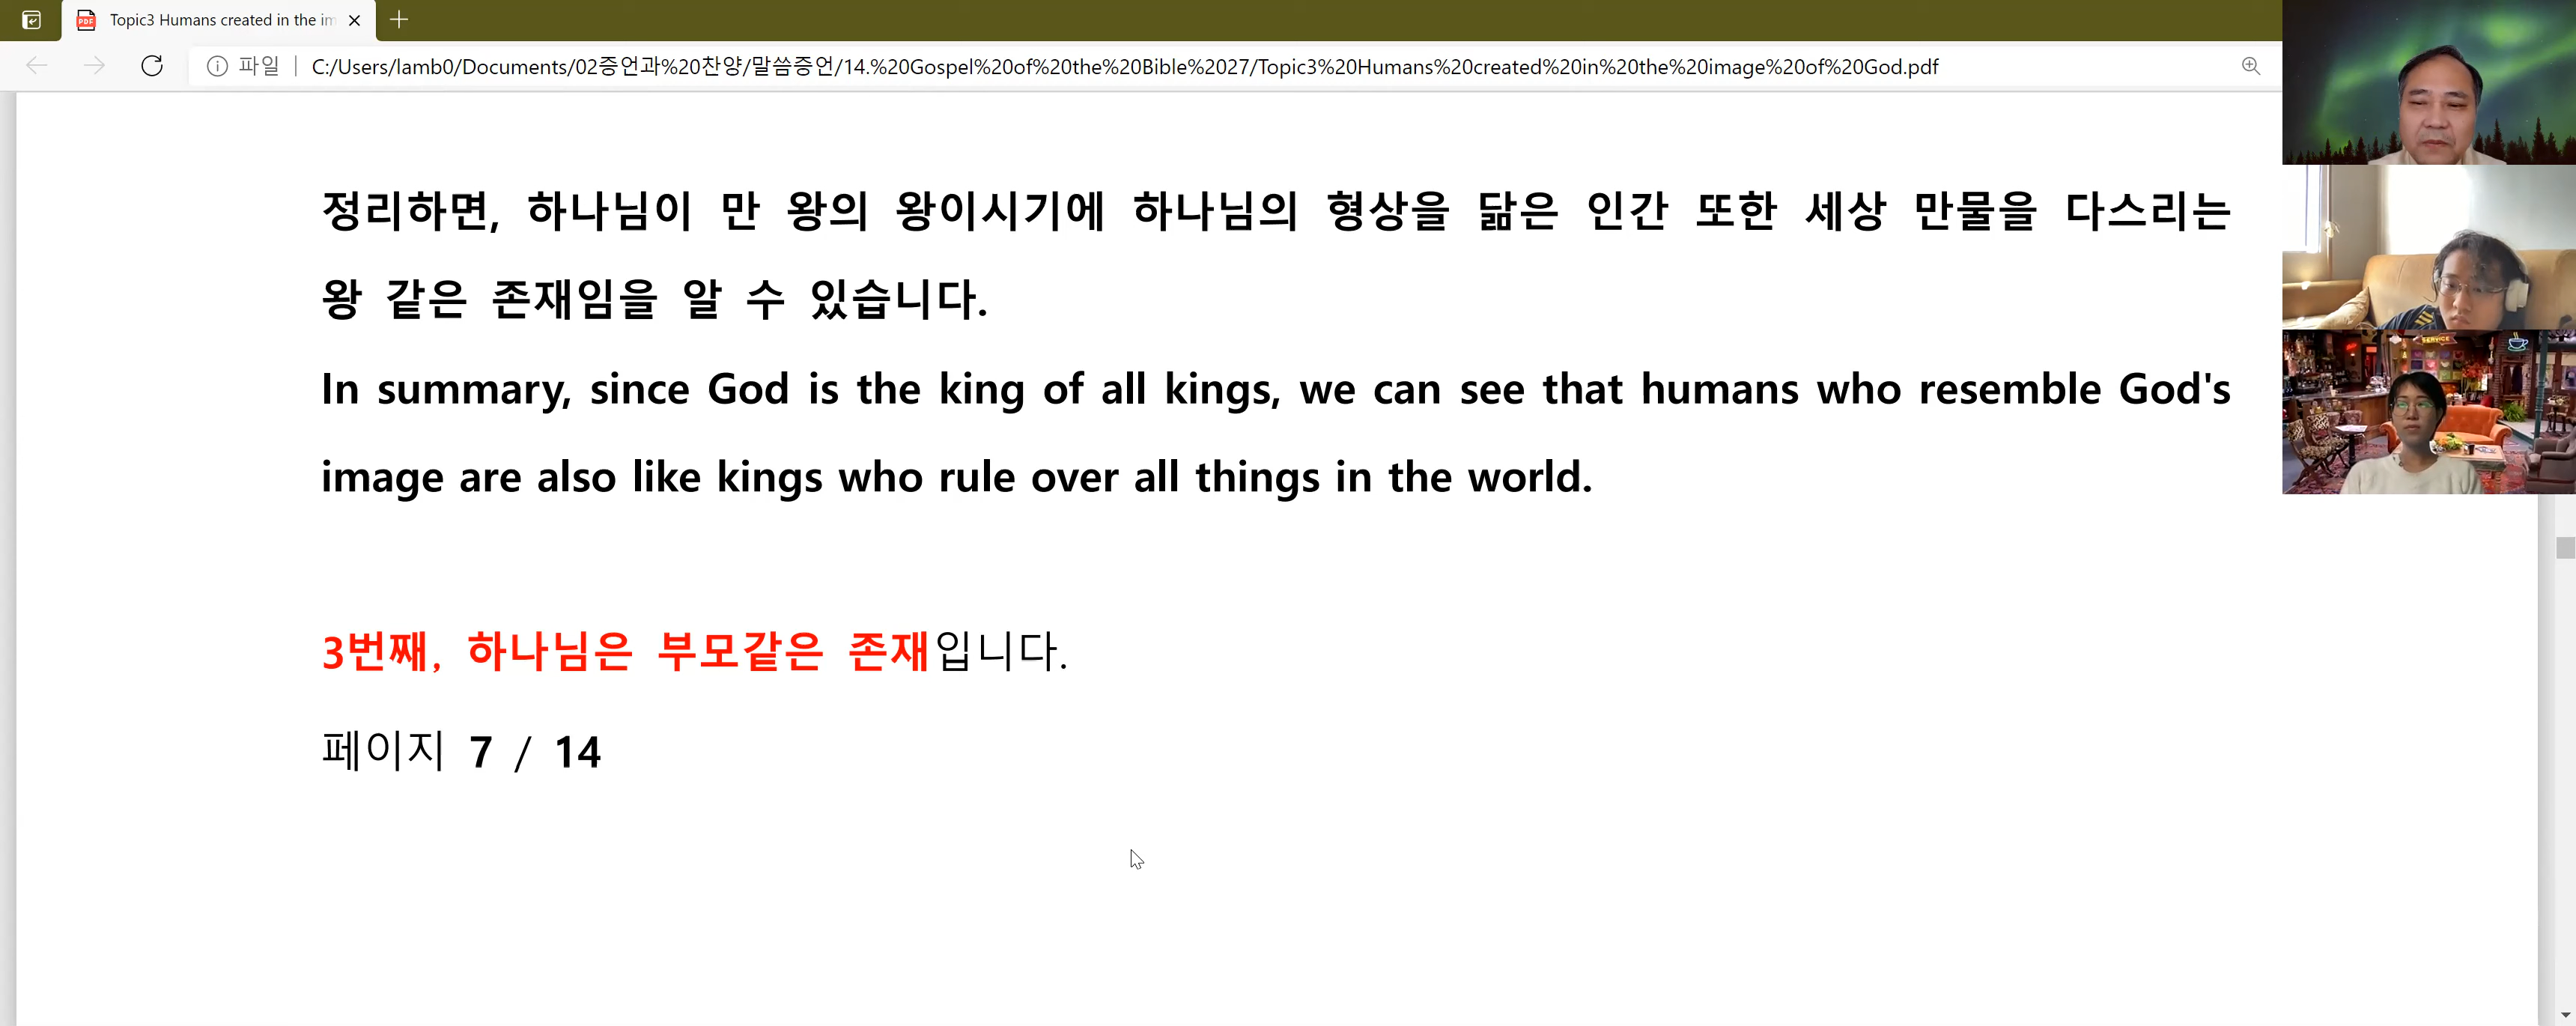 Topic3 Humans created in the im
파일
C:/Users/lamb0/Documents/02증언과%20찬양/말씀증언/14.%20Gospel%20of%20the%20Bible%2027/Topic3%20Humans%20created%20in%20the%20image%20of%20God.pdf
정리하면, 하나님이 만 왕의 왕이시기에 하나님의 형상을 닮은 인간 또한 세상 만물을 다스리는
왕 같은 존재임을 알 수 있습니다.
In summary, since God is the king of all kings, we can see that humans who resemble God's
image are also like kings who rule over all things in the world.
3번째, 하나님은 부모같은 존재입니다.
페이지 7 / 14
SERVICE